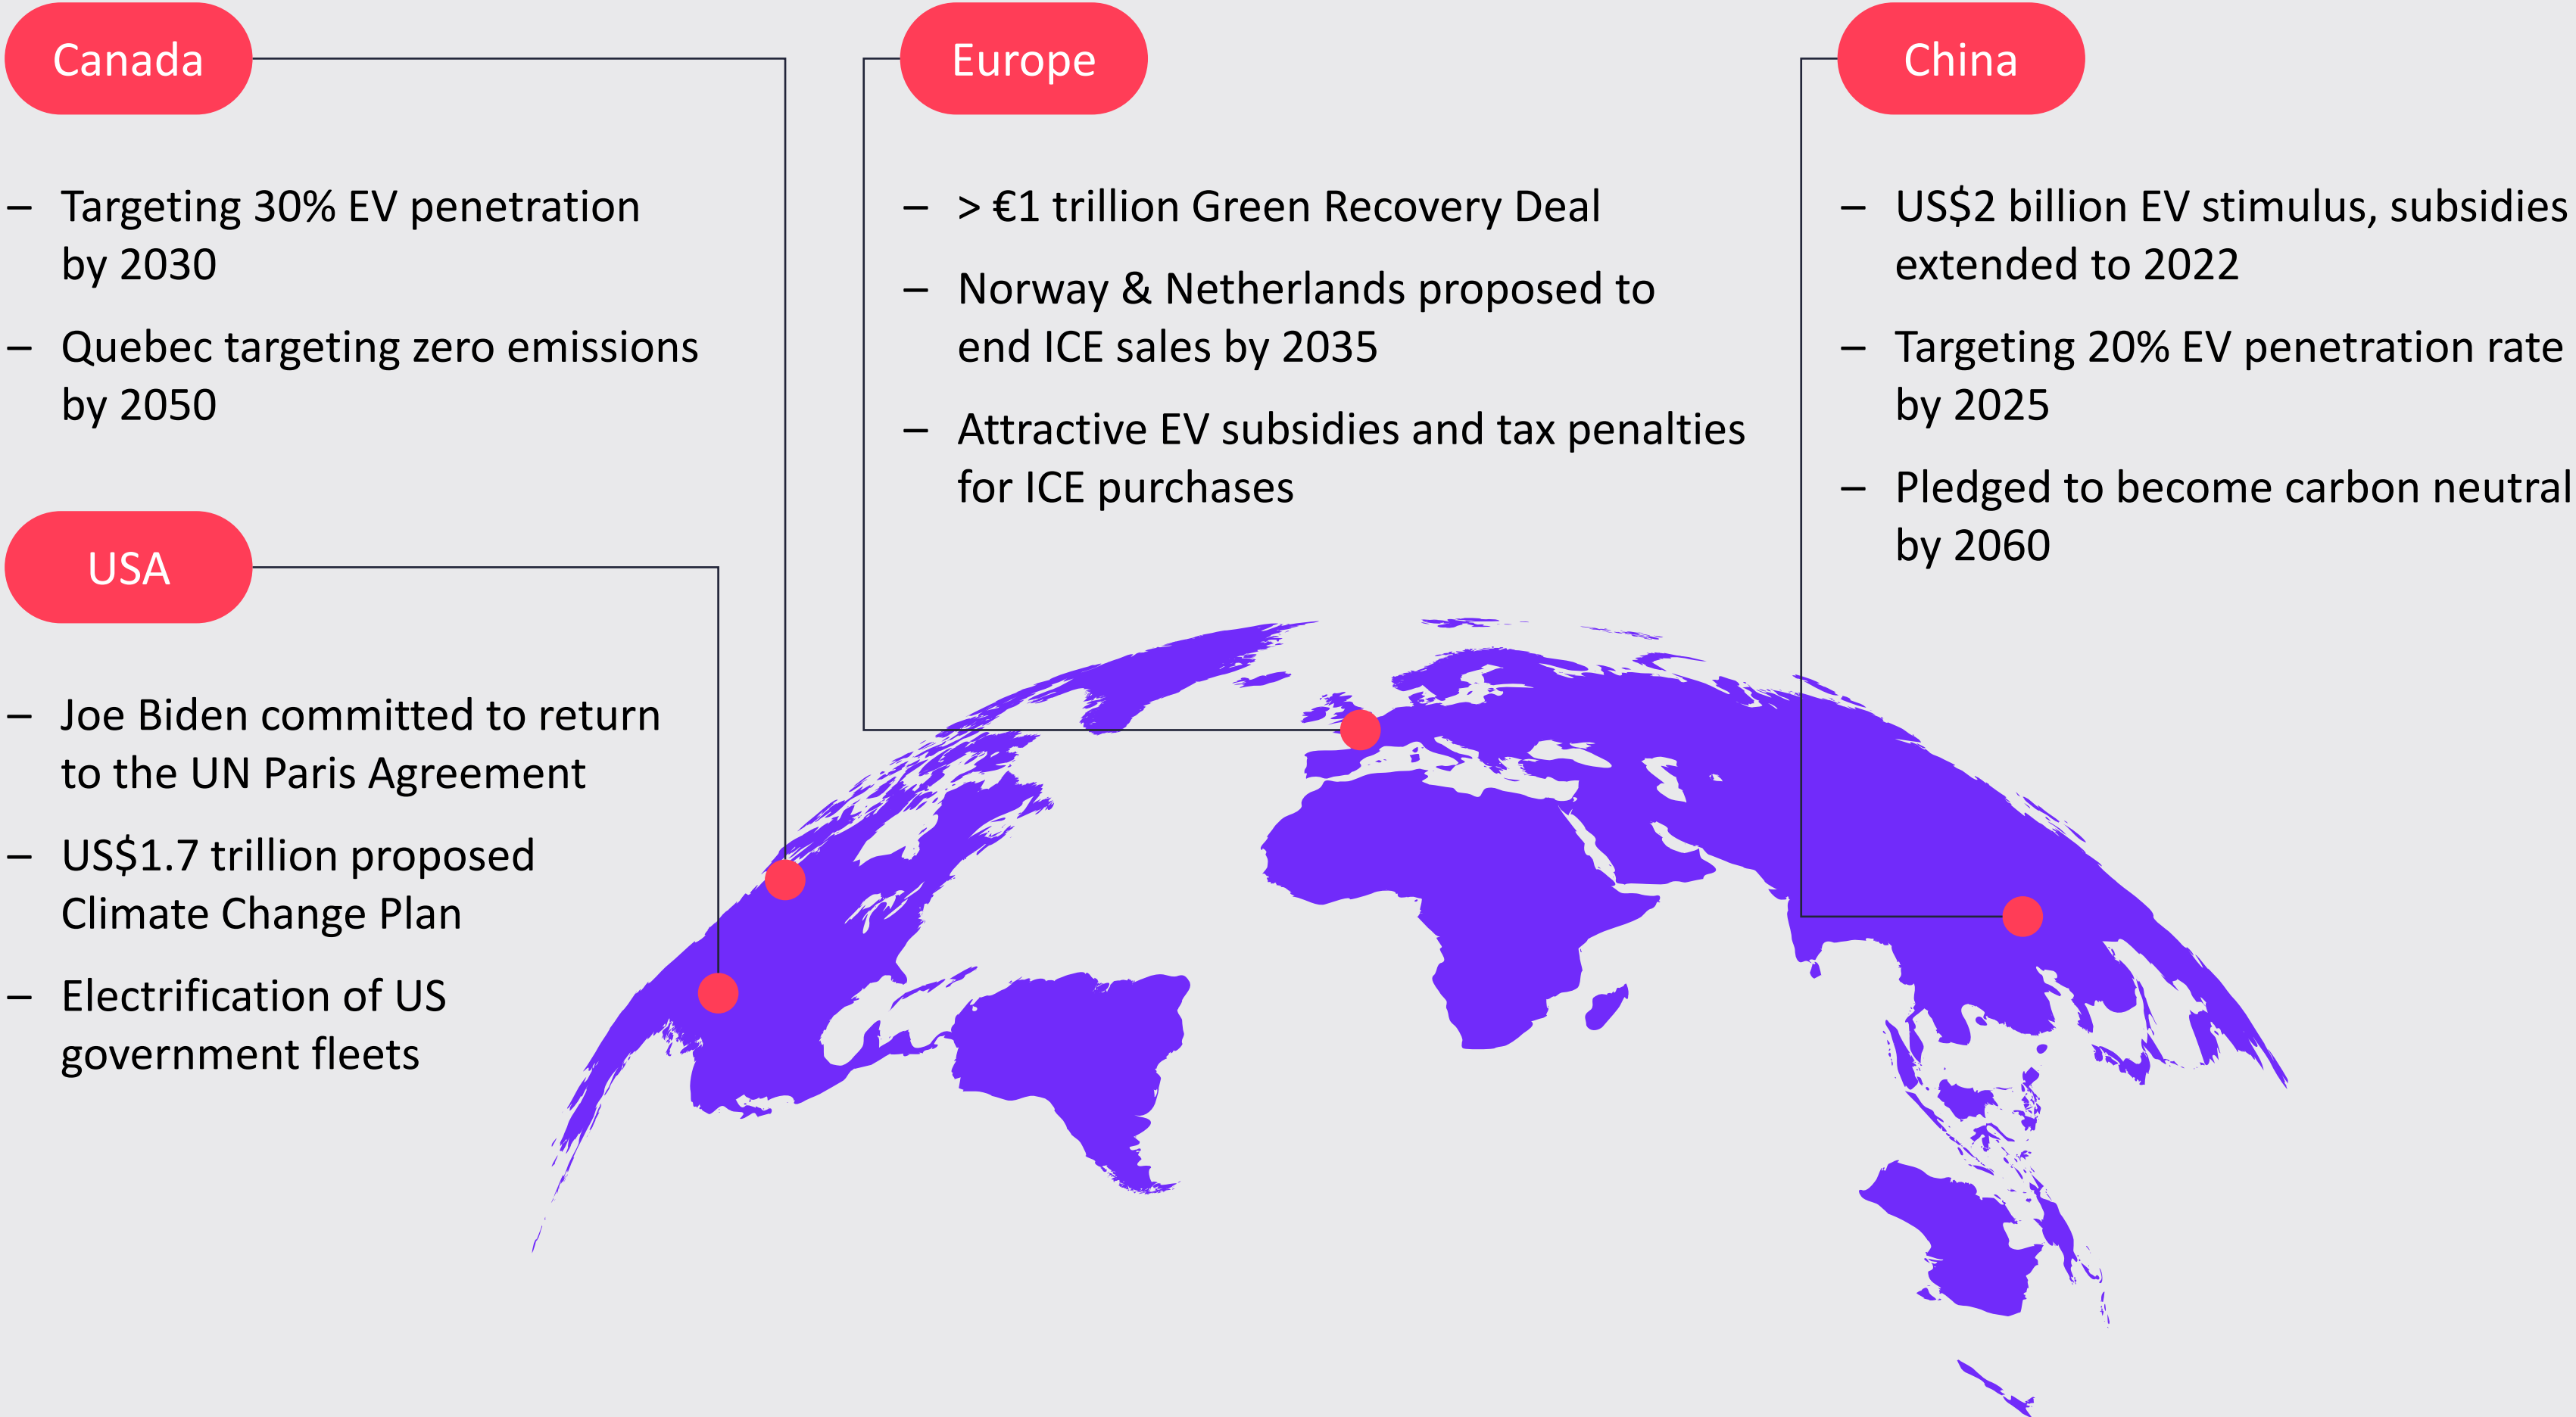 Canada
– Targeting 30% EV penetration
by 2030
– Quebec targeting zero emissions
by 2050
USA
– Joe Biden committed to return
to the UN Paris Agreement
– US$1.7 trillion proposed
Climate Change Plan
– Electrification of US
government fleets
Europe
– > €1 trillion Green Recovery Deal
– Norway & Netherlands proposed to
end ICE sales by 2035
– Attractive EV subsidies and tax penalties
for ICE purchases
China
– US$2 billion EV stimulus, subsidies
extended to 2022
– Targeting 20% EV penetration rate
by 2025
– Pledged to become carbon neutral
by 2060